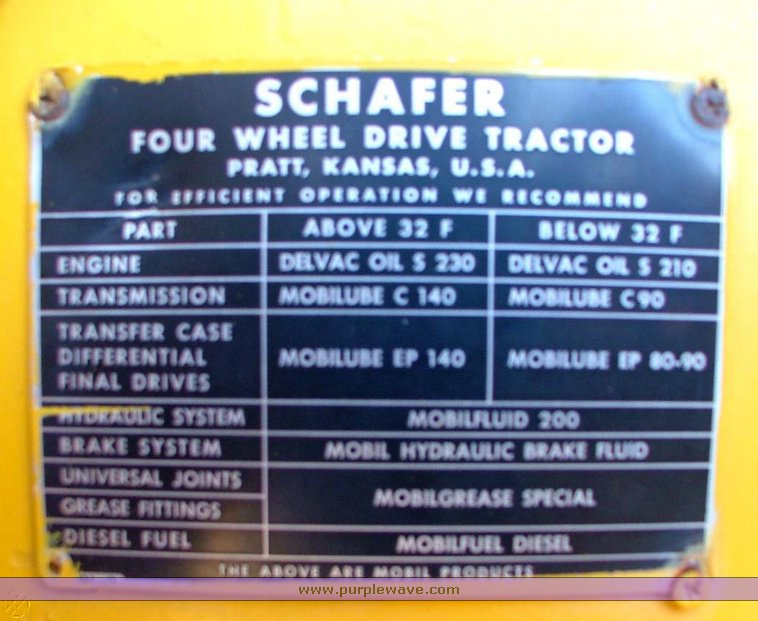 SCHAFER
FOUR WHEEL DRIVE TRACTOR
PRATT, KANSAS, U.S.A.
FOR EFFICIENT OPERATION WE RECOMMEND
PART ABOVE 32 F BELOW 32 F
ENGINE DELVAC OIL S 230 DELVAC OIL S 210
TRANSMISSION MOBILUBE C 140 MOBILUBE C 90
TRANSFER CASE
DIFFERENTIAL MOBILUBE EP 140 MOBILUBE EP 80-90
FINAL DRIVES
HYDRAULIC SYSTEM MOBILFLUID 200
BRAKE SYSTEM MOBIL HYDRAULIC BRAKE FLUID
UNIVERSAL JOINTS
MOBILGREASE SPECIAL
GREASE FITTINGS
DIESEL FUEL MOBILFUEL DIESEL
THE ABOVE ARE MOBIL PRODUCTS
www.purplewave.com